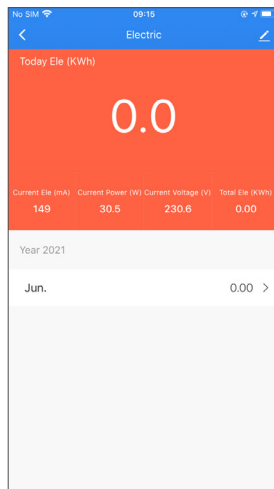 No SIM 09:15
Electric
Today Ele (KWh)
0.0
Current Ele (mA) Current Power (W) Current Voltage (V) Total Ele (KWh)
149 30.5 230.6 0.00
Year 2021
Jun. 0.00